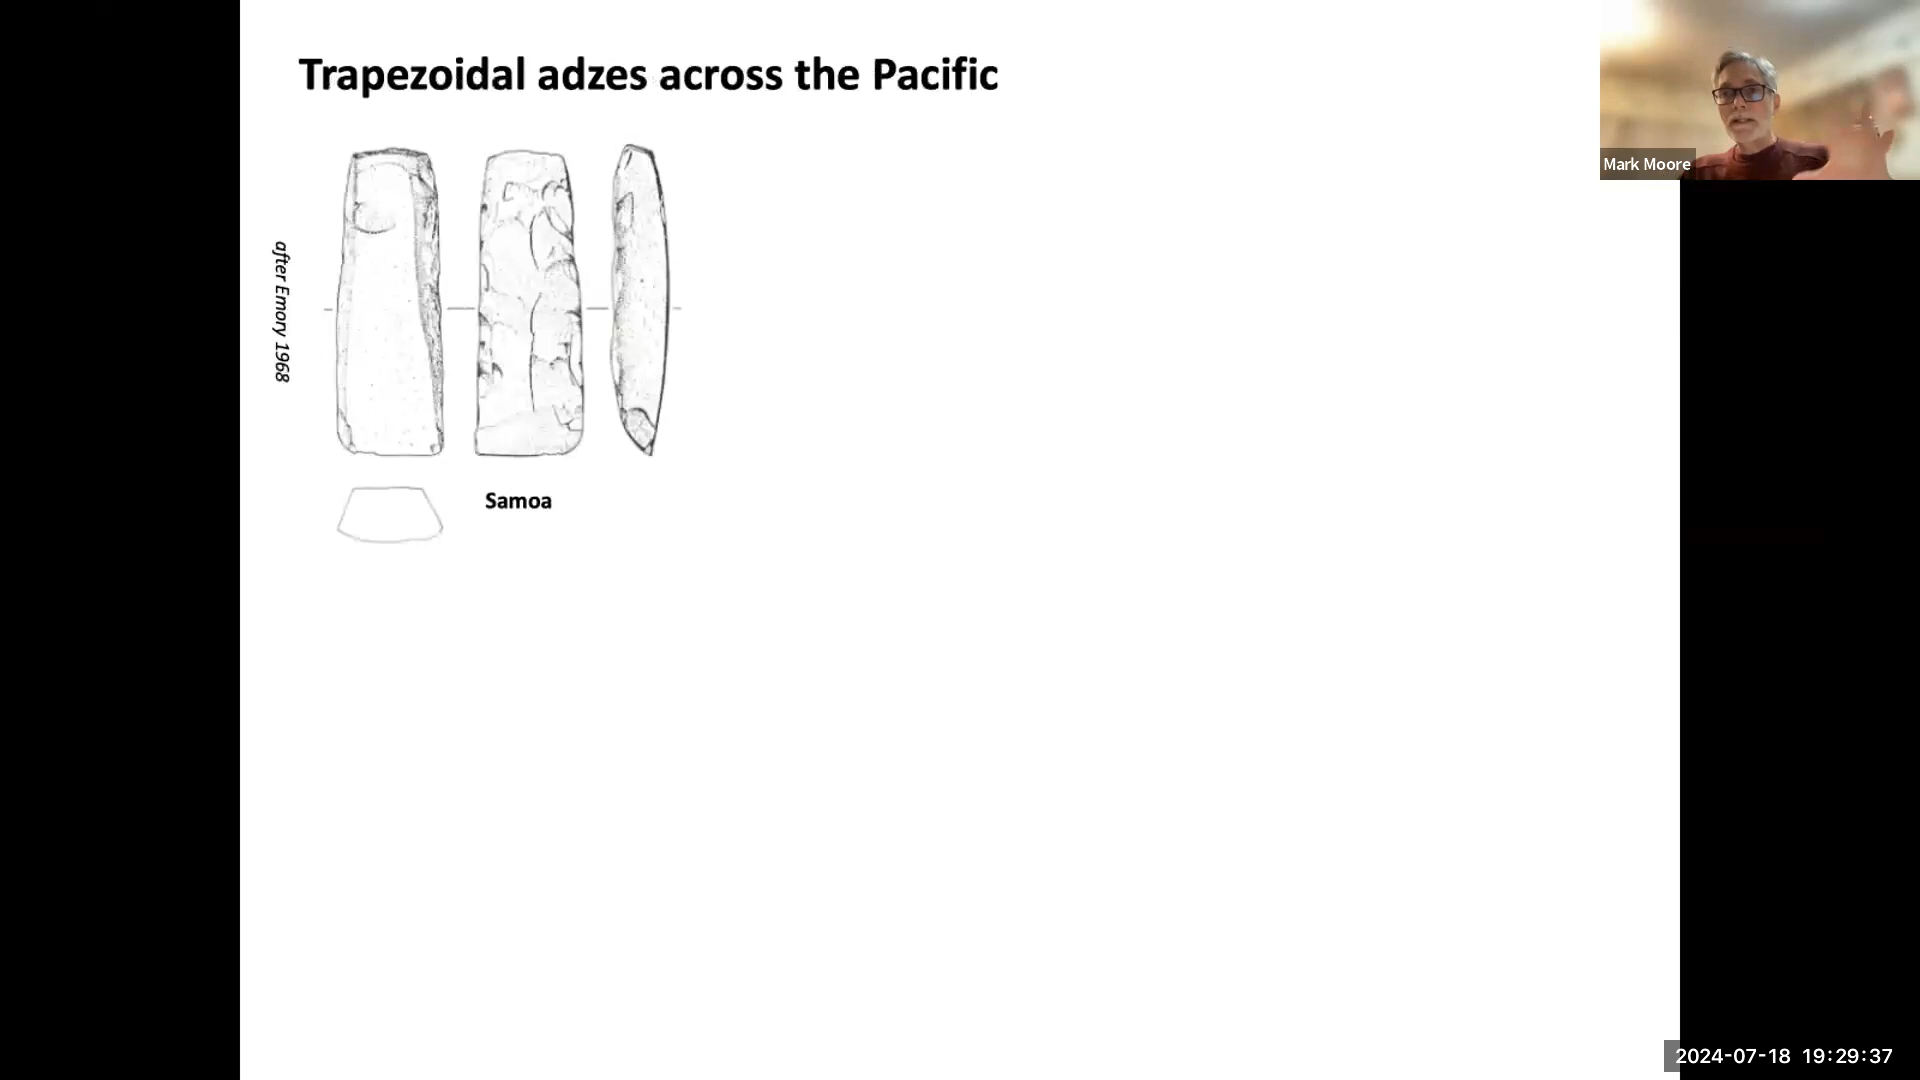 Trapezoidal adzes across the Pacific
Mark Moore
after Emory 1968
Samoa
2024-07-18 19:29:37